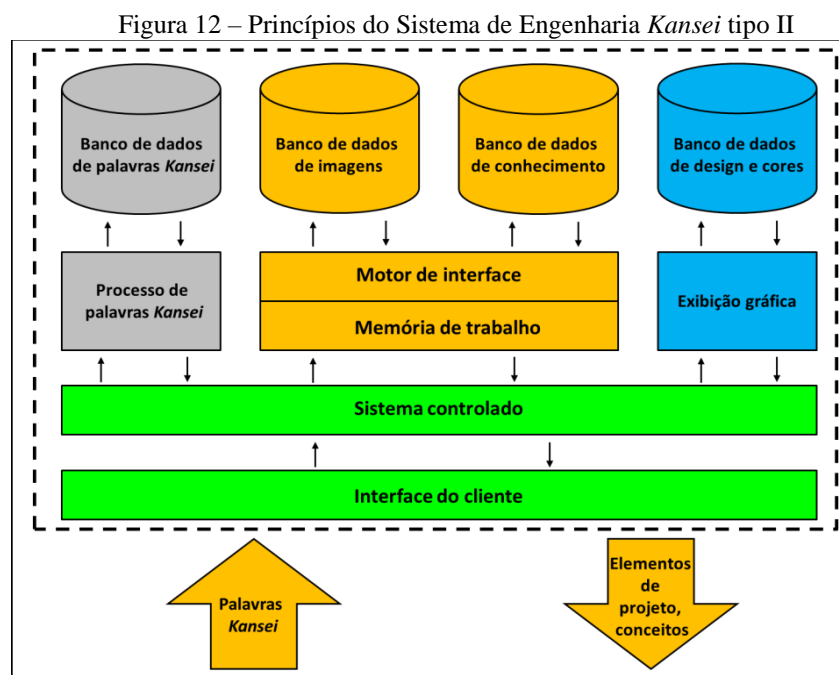 Figura 12 – Princípios do Sistema de Engenharia Kansei tipo II
Banco de dados
de palavras Kansei
Banco de dados
de imagens
Banco de dados
de conhecimento
Banco de dados
de design e cores
Processo de
palavras Kansei
Motor de interface
Memória de trabalho
Exibição gráfica
Sistema controlado
Interface do cliente
Palavras
Kansei
Elementos
de
projeto,
conceitos